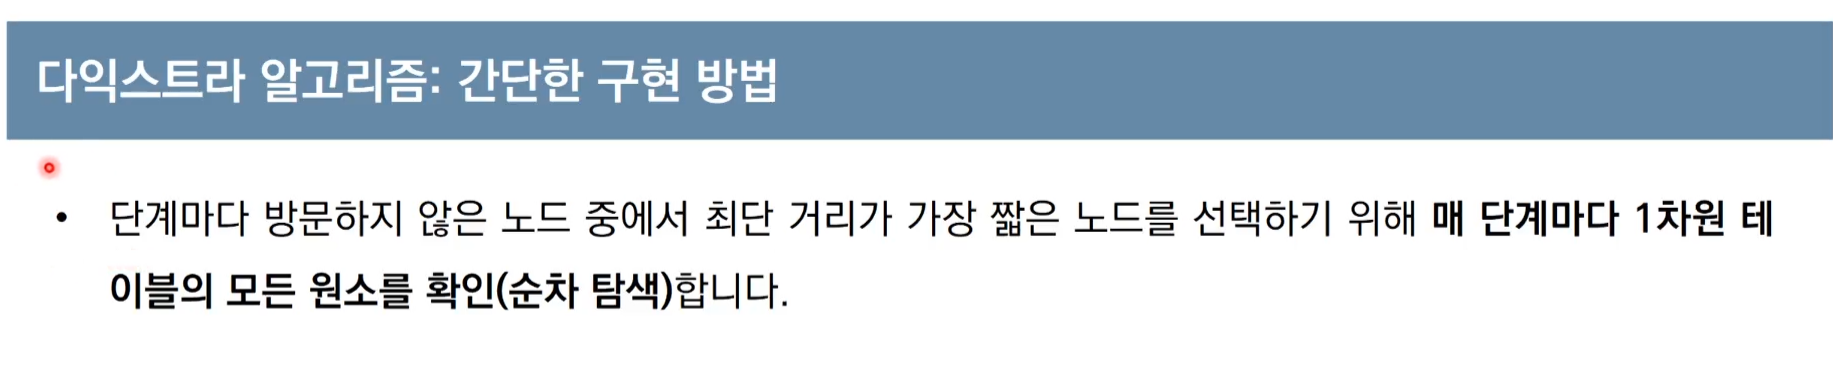 다익스트라 알고리즘: 간단한 구현 방법
• 단계마다 방문하지 않은 노드 중에서 최단 거리가 가장 짧은 노드를 선택하기 위해 매 단계마다 1차원 테
이블의 모든 원소를 확인(순차 탐색)합니다.